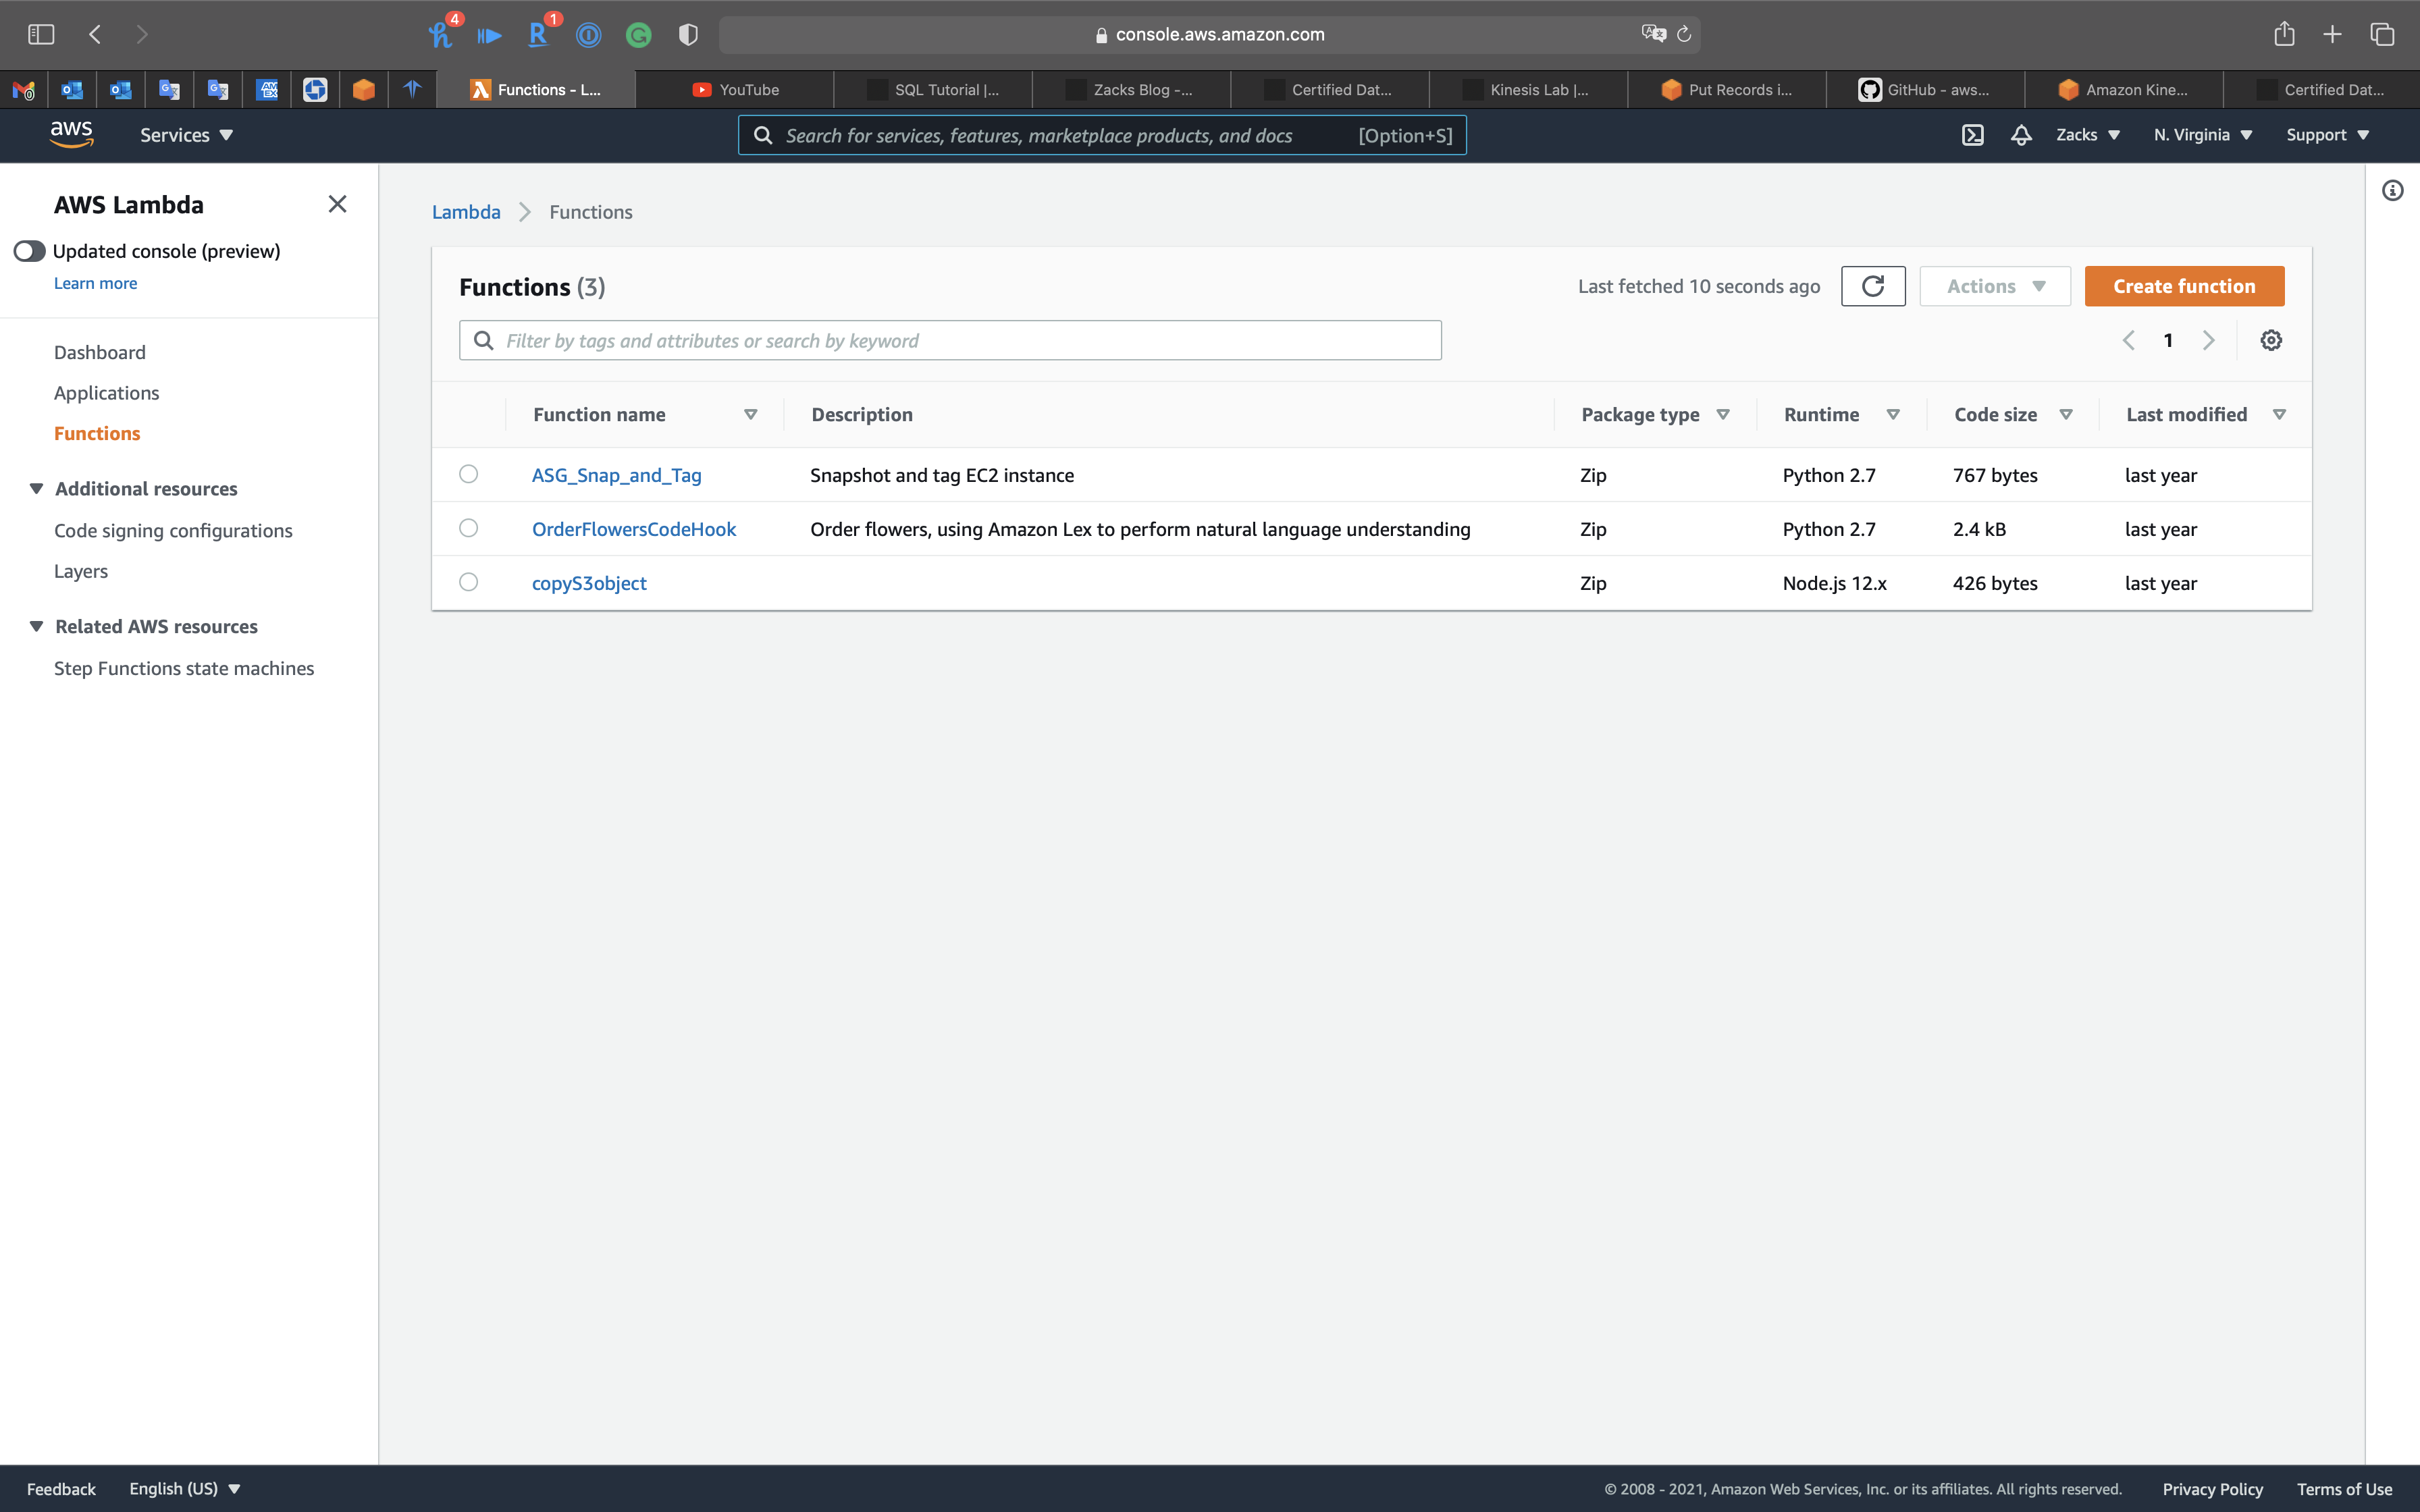 4
1
console.aws.amazon.com
Functions - L...
YouTube
SQL Tutorial |...
Zacks Blog -...
Certified Dat...
Kinesis Lab |...
Put Records i...
GitHub - aws...
Amazon Kine...
Certified Dat...
aws
Services
Search for services, features, marketplace products, and docs [Option+S]
Zacks
N. Virginia
Support
AWS Lambda
Updated console (preview)
Learn more
Dashboard
Applications
Functions
Additional resources
Code signing configurations
Layers
Related AWS resources
Step Functions state machines
Lambda
Functions
Functions (3)
Last fetched 10 seconds ago
Actions
Create function
Filter by tags and attributes or search by keyword
1
Function name Description Package type Runtime Code size Last modified
ASG_Snap_and_Tag Snapshot and tag EC2 instance Zip Python 2.7 767 bytes last year
OrderFlowersCodeHook Order flowers, using Amazon Lex to perform natural language understanding Zip Python 2.7 2.4 kB last year
copyS3object Zip Node.js 12.x 426 bytes last year
Feedback
English (US)
© 2008 - 2021, Amazon Web Services, Inc. or its affiliates. All rights reserved.
Privacy Policy
Terms of Use